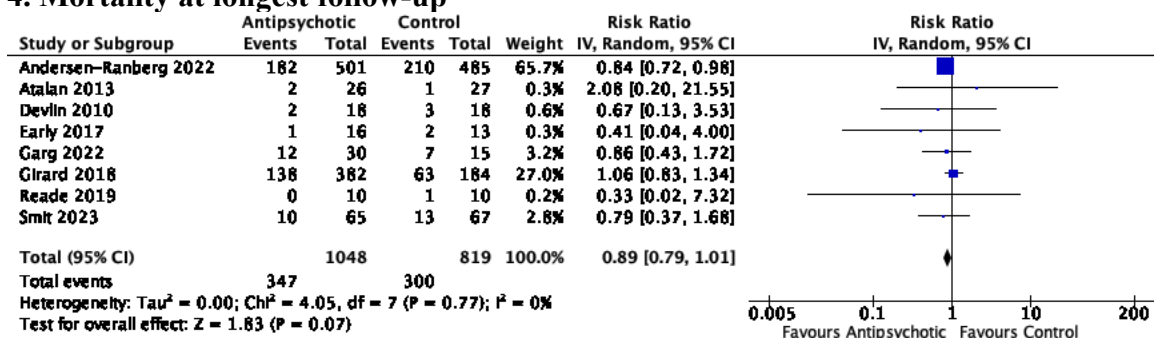 4. Mortality at longest follow-up
Antipsychotic Control Risk Ratio Risk Ratio
Study or Subgroup Events Total Events Total Weight IV, Random, 95% CI IV, Random, 95% CI
Andersen-Ranberg 2022 182 501 210 485 65.7% 0.84 [0.72, 0.98]
Atalan 2013 2 26 1 27 0.3% 2.08 [0.20, 21.55]
Devlin 2010 2 18 3 18 0.6% 0.67 [0.13, 3.53]
Early 2017 1 16 2 13 0.3% 0.41 [0.04, 4.00]
Garg 2022 12 30 7 15 3.2% 0.86 [0.43, 1.72]
Girard 2018 138 382 63 184 27.0% 1.06 [0.83, 1.34]
Reade 2019 0 10 1 10 0.2% 0.33 [0.02, 7.32]
Smit 2023 10 65 13 67 2.8% 0.79 [0.37, 1.68]
Total (95% CI) 1048 819 100.0% 0.89 [0.79, 1.01]
Total events 347 300
Heterogeneity: Tau² = 0.00; Chi² = 4.05, df = 7 (P = 0.77); I² = 0%
Test for overall effect: Z = 1.83 (P = 0.07)
0.005 0.1 1 10 200
Favours Antipsychotic Favours Control